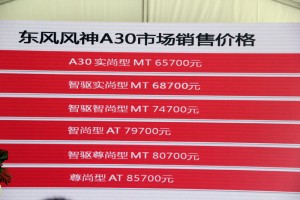 东风风神A30市场销售价格
A30 实尚型 MT 65700元
智驱实尚型 MT 68700元
智驱智尚型 MT 74700元
智尚型 AT 79700元
智驱尊尚型 MT 80700元
尊尚型 AT 85700元